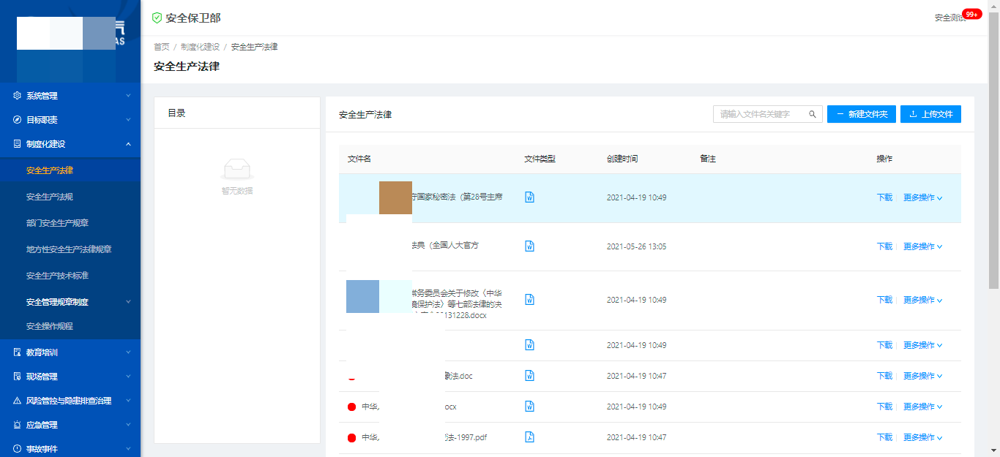 安全保卫部
安全测试
99+
首页 / 制度化建设 / 安全生产法律
安全生产法律
系统管理
目标职责
制度化建设
安全生产法律
安全生产法规
部门安全生产规章
地方性安全生产法律规章
安全生产技术标准
安全管理规章制度
安全操作规程
教育培训
现场管理
风险管控与隐患排查治理
应急管理
事故事件
目录
暂无数据
安全生产法律
请输入文件名关键字
新建文件夹
上传文件
文件名 文件类型 创建时间 备注 操作
守国家秘密法（第28号主席 2021-04-19 10:49 下载 更多操作
法典（全国人大官方 2021-05-26 13:05 下载 更多操作
常务委员会关于修改〈中华
境保护法〉等七部法律的决
131228.docx
2021-04-19 10:49 下载 更多操作
2021-04-19 10:49 下载 更多操作
象法.doc 2021-04-19 10:47 下载 更多操作
中华 ocx 2021-04-19 10:49 下载 更多操作
中华 法-1997.pdf 2021-04-19 10:47 下载 更多操作